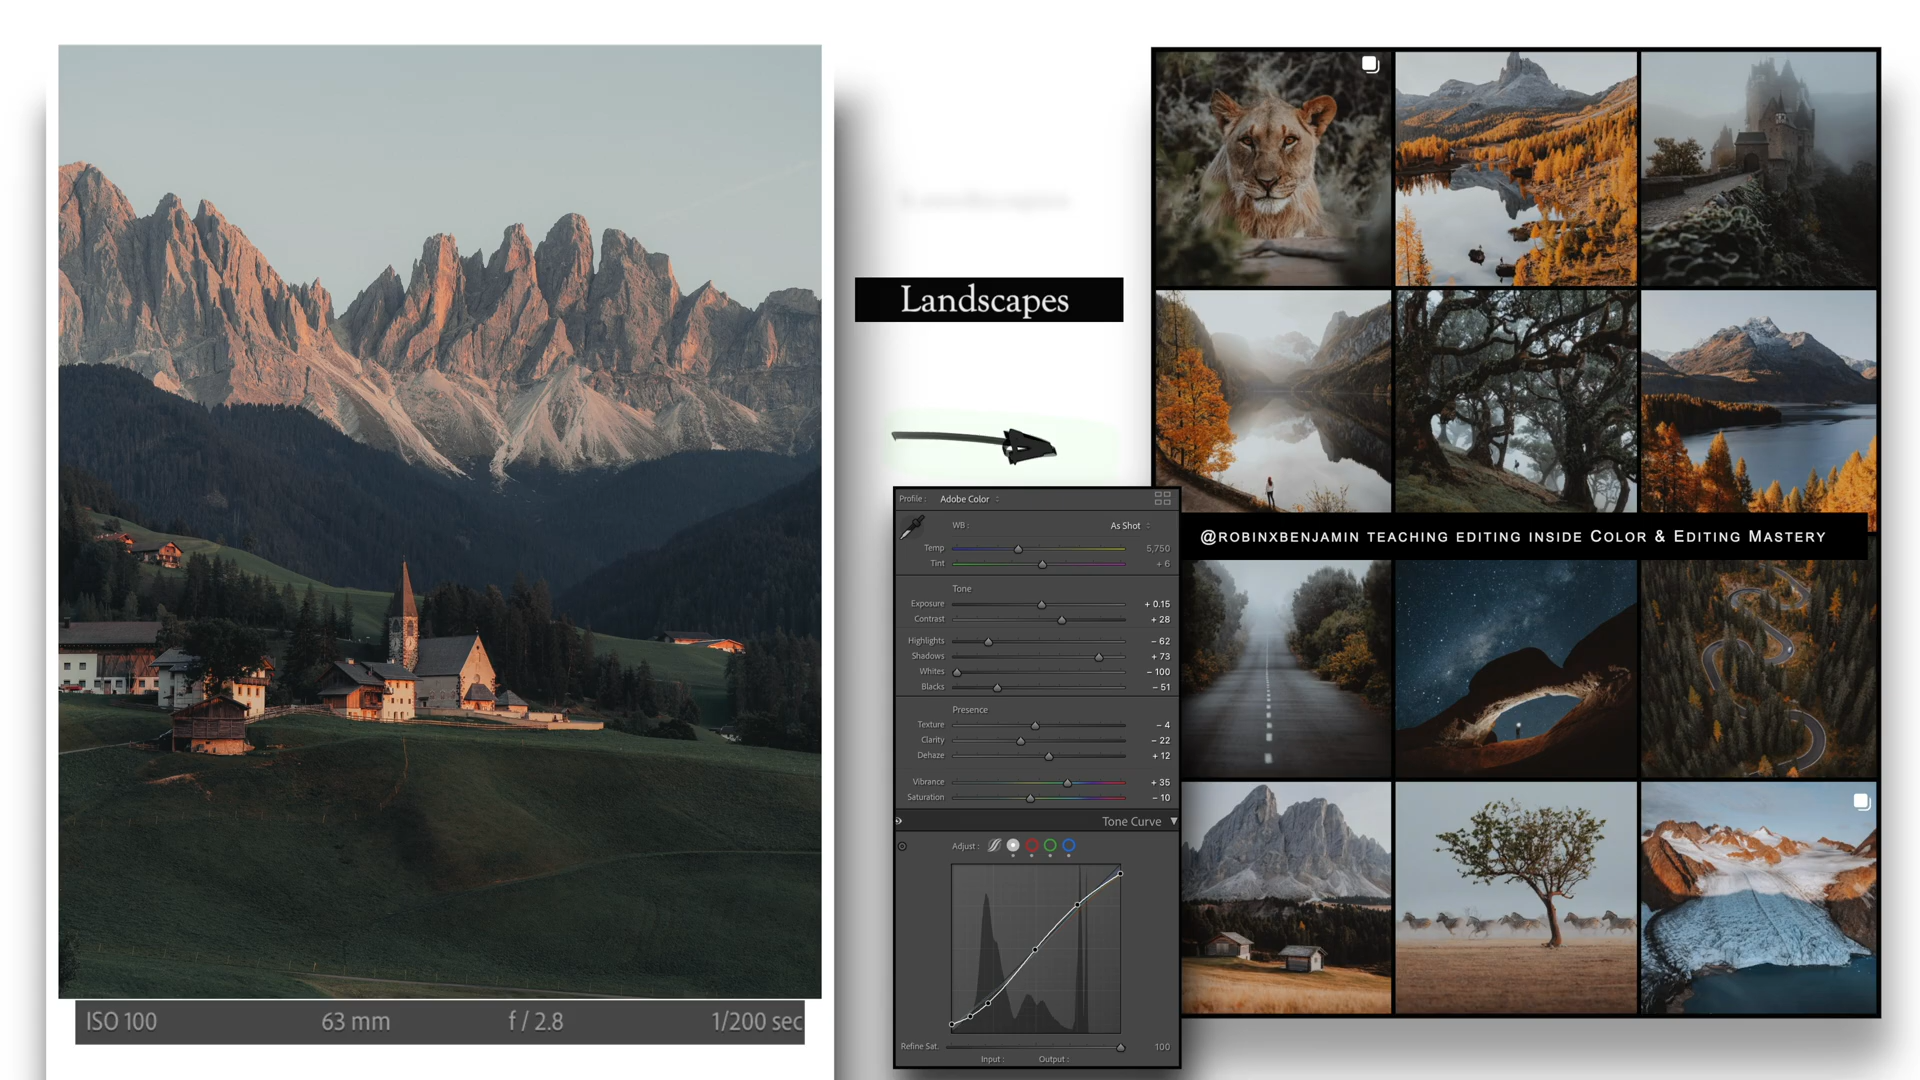 Landscapes
@ROBINXBENJAMIN TEACHING EDITING INSIDE COLOR & EDITING MASTERY
Profile : Adobe Color
WB : As Shot
Temp 5,750
Tint + 6
Tone
Exposure + 0.15
Contrast + 28
Highlights − 62
Shadows + 73
Whites − 100
Blacks − 51
Presence
Texture − 4
Clarity − 22
Dehaze + 12
Vibrance + 35
Saturation − 10
Tone Curve
Adjust :
Refine Sat. 100
Input : Output :
ISO 100 63 mm f / 2.8 1/200 sec